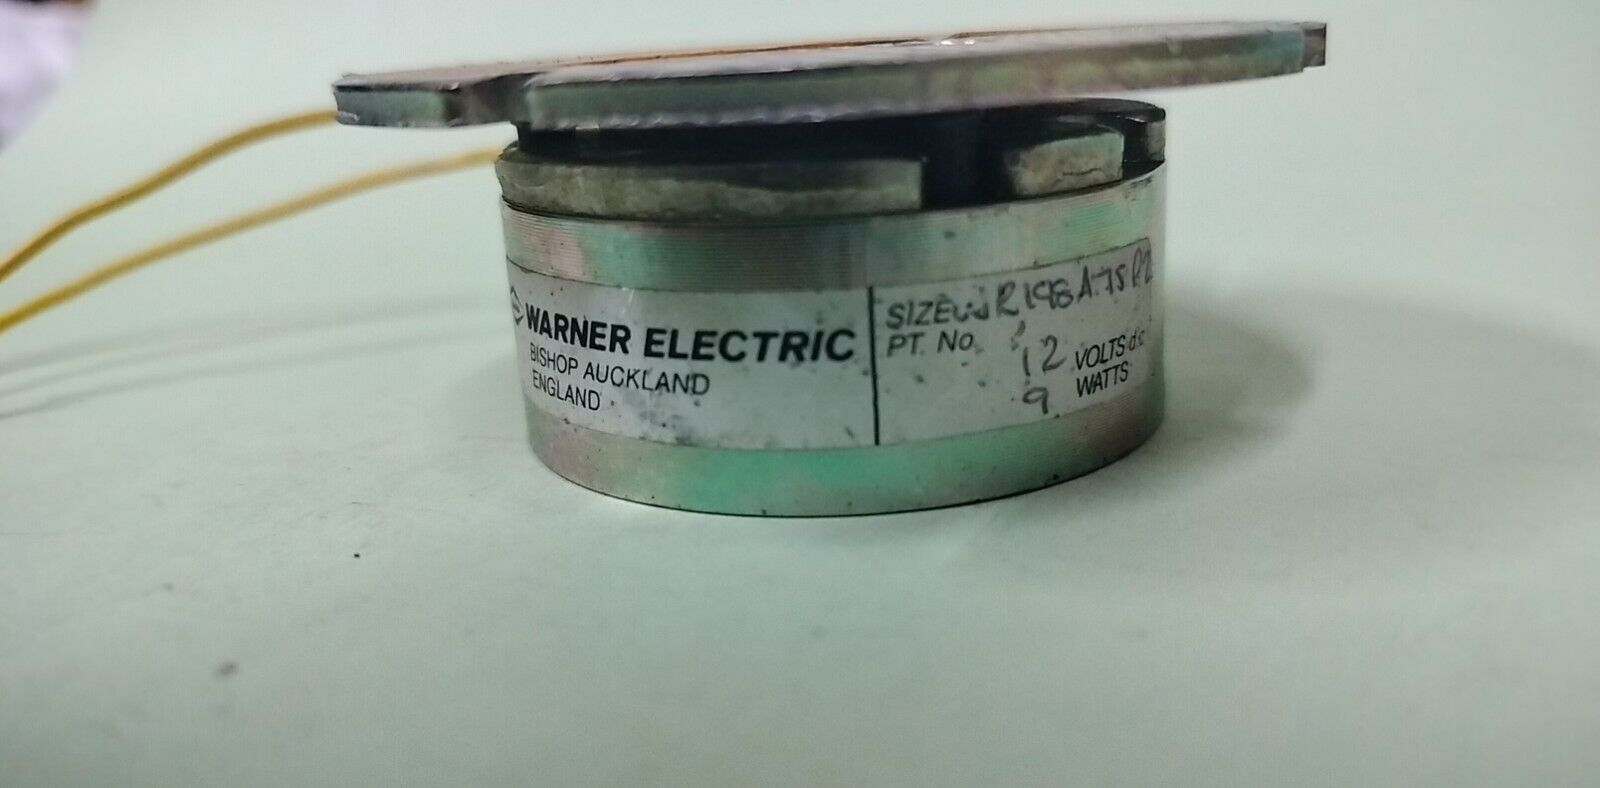 WARNER ELECTRIC
BISHOP AUCKLAND
ENGLAND
SIZE
PT. No.
12 VOLTS d.c
9 WATTS